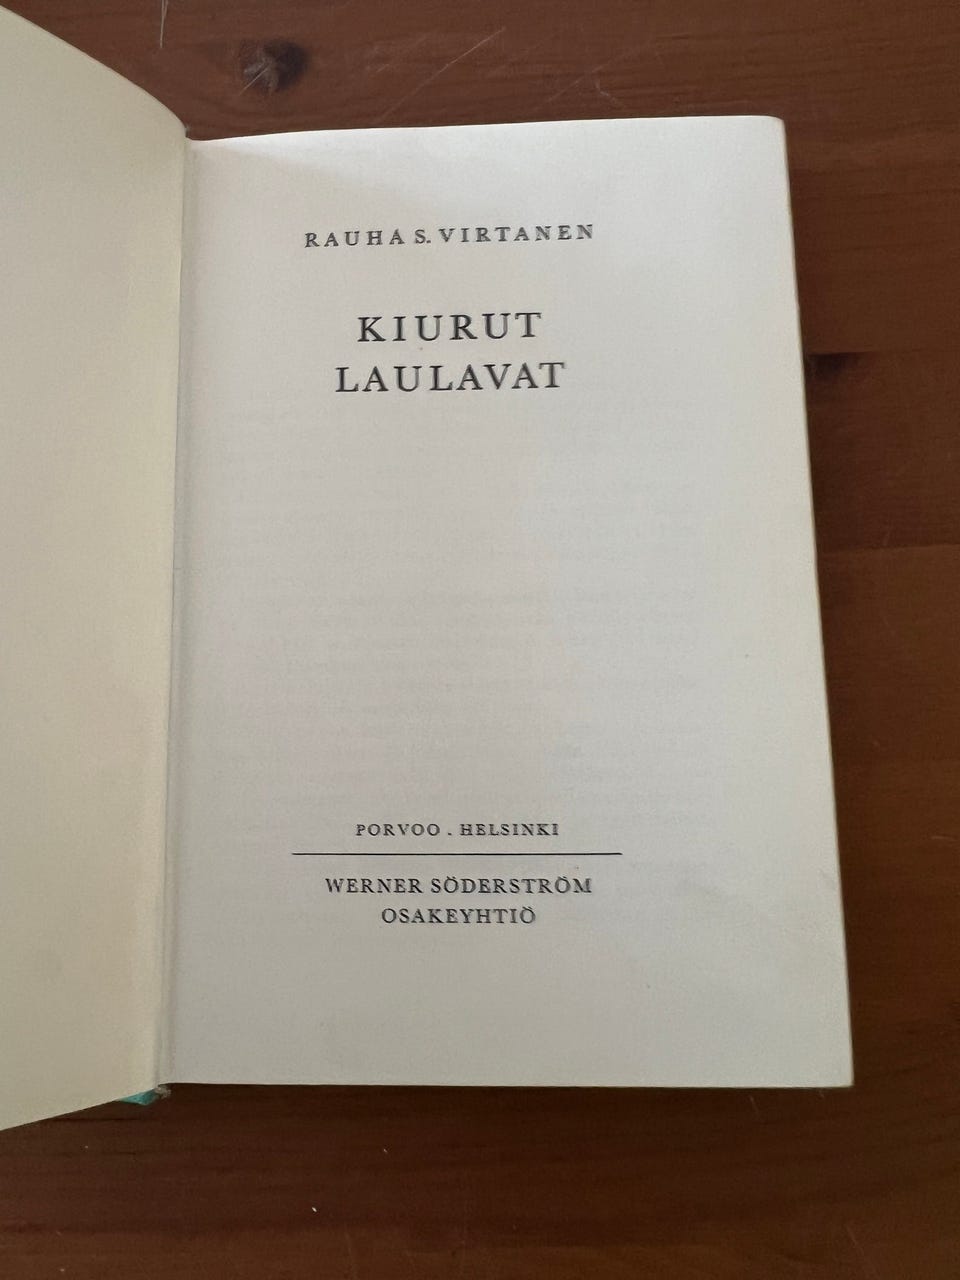 RAUHA S. VIRTANEN
KIURUT
LAULAVAT
PORVOO . HELSINKI
WERNER SÖDERSTRÖM
OSAKEYHTIÖ